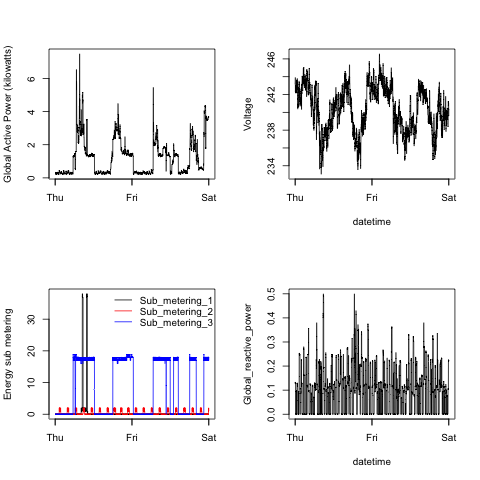 Global Active Power (kilowatts)
0 2 4 6
Thu Fri Sat
Voltage
234 238 242 246
Thu Fri Sat
datetime
Energy sub metering
0 10 20 30
Sub_metering_1
Sub_metering_2
Sub_metering_3
Thu Fri Sat
Global_reactive_power
0.0 0.1 0.2 0.3 0.4 0.5
Thu Fri Sat
datetime